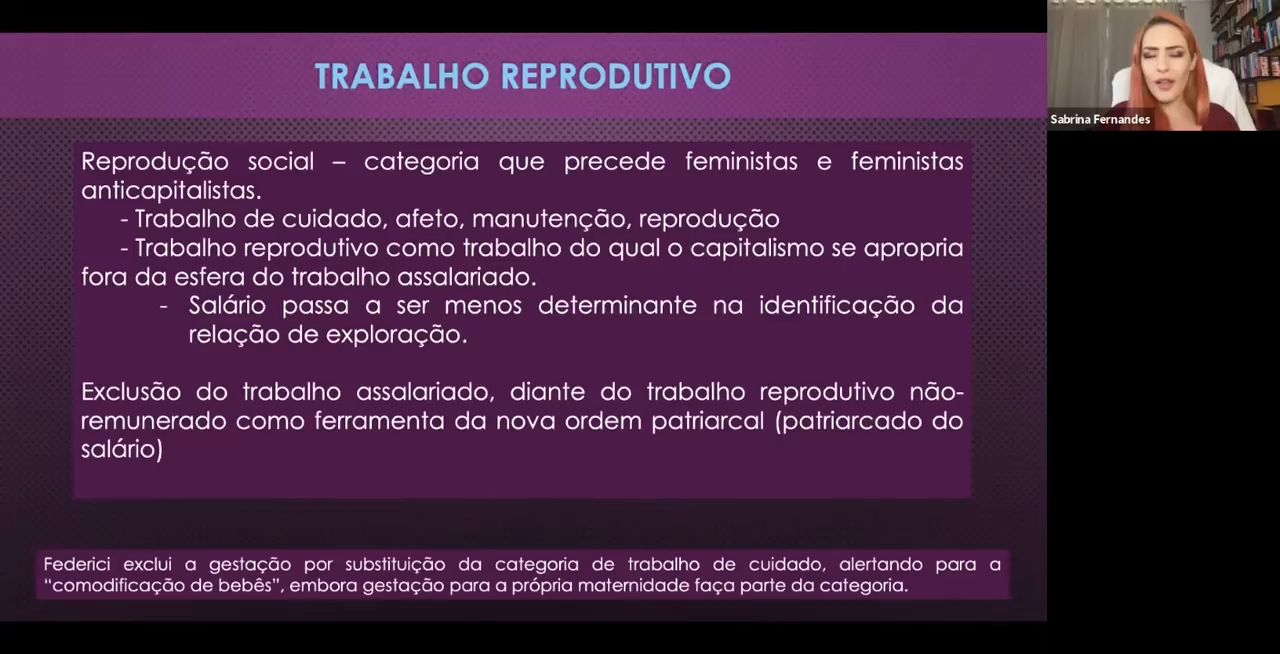 TRABALHO REPRODUTIVO
Sabrina Fernandes
Reprodução social – categoria que precede feministas e feministas
anticapitalistas.
- Trabalho de cuidado, afeto, manutenção, reprodução
- Trabalho reprodutivo como trabalho do qual o capitalismo se apropria
fora da esfera do trabalho assalariado.
- Salário passa a ser menos determinante na identificação da
relação de exploração.
Exclusão do trabalho assalariado, diante do trabalho reprodutivo não-
remunerado como ferramenta da nova ordem patriarcal (patriarcado do
salário)
Federici exclui a gestação por substituição da categoria de trabalho de cuidado, alertando para a
“comodificação de bebês”, embora gestação para a própria maternidade faça parte da categoria.